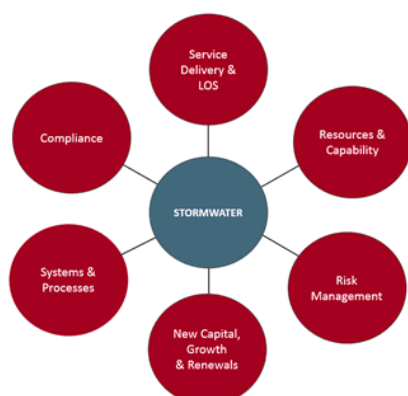 Service
Delivery &
LOS
Compliance
Resources &
Capability
STORMWATER
Systems &
Processes
Risk
Management
New Capital,
Growth
& Renewals